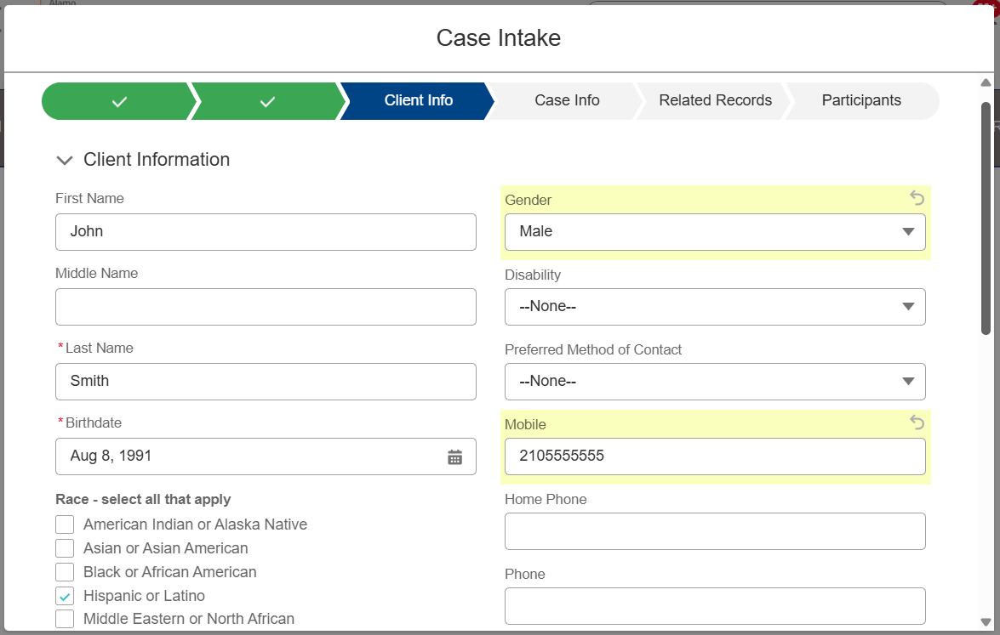 Alamo
Case Intake
Client Info
Case Info
Related Records
Participants
Client Information
First Name
John
Middle Name
*Last Name
Smith
*Birthdate
Aug 8, 1991
Race - select all that apply
American Indian or Alaska Native
Asian or Asian American
Black or African American
Hispanic or Latino
Middle Eastern or North African
Gender
Male
Disability
--None--
Preferred Method of Contact
--None--
Mobile
2105555555
Home Phone
Phone